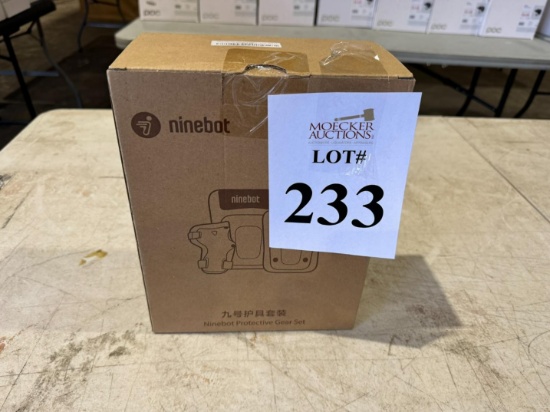 ninebot
MOECKER
AUCTIONS
LOT#
233
ninebot
九号护具套装
Ninebot Protective Gear Set